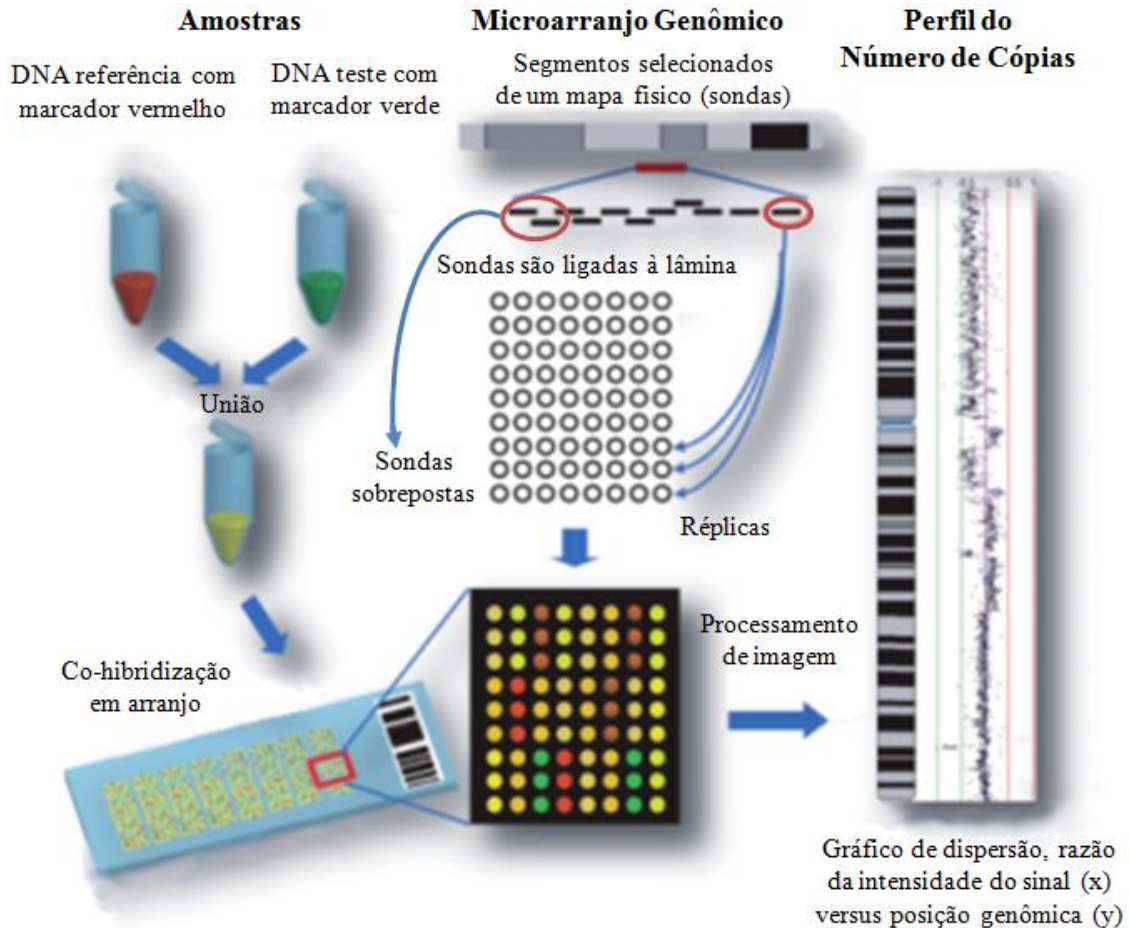 Amostras
DNA referência com
marcador vermelho
DNA teste com
marcador verde
União
Co-hibridização
em arranjo
Microarranjo Genômico
Segmentos selecionados
de um mapa fisico (sondas)
Sondas são ligadas à lâmina
Sondas
sobrepostas
Réplicas
Processamento
de imagem
Perfil do
Número de Cópias
Gráfico de dispersão, razão
da intensidade do sinal (x)
versus posição genômica (y)